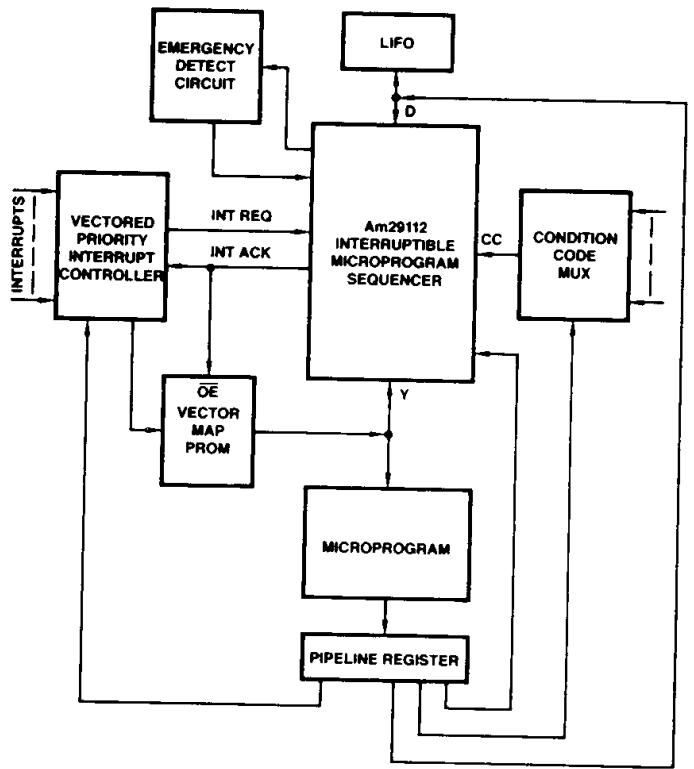 LIFO
EMERGENCY
DETECT
CIRCUIT
D
INTERRUPTS
VECTORED
PRIORITY
INTERRUPT
CONTROLLER
INT REQ
INT ACK
Am29112
INTERRUPTIBLE
MICROPROGRAM
SEQUENCER
CC
CONDITION
CODE
MUX
OE
VECTOR
MAP
PROM
Y
MICROPROGRAM
PIPELINE REGISTER